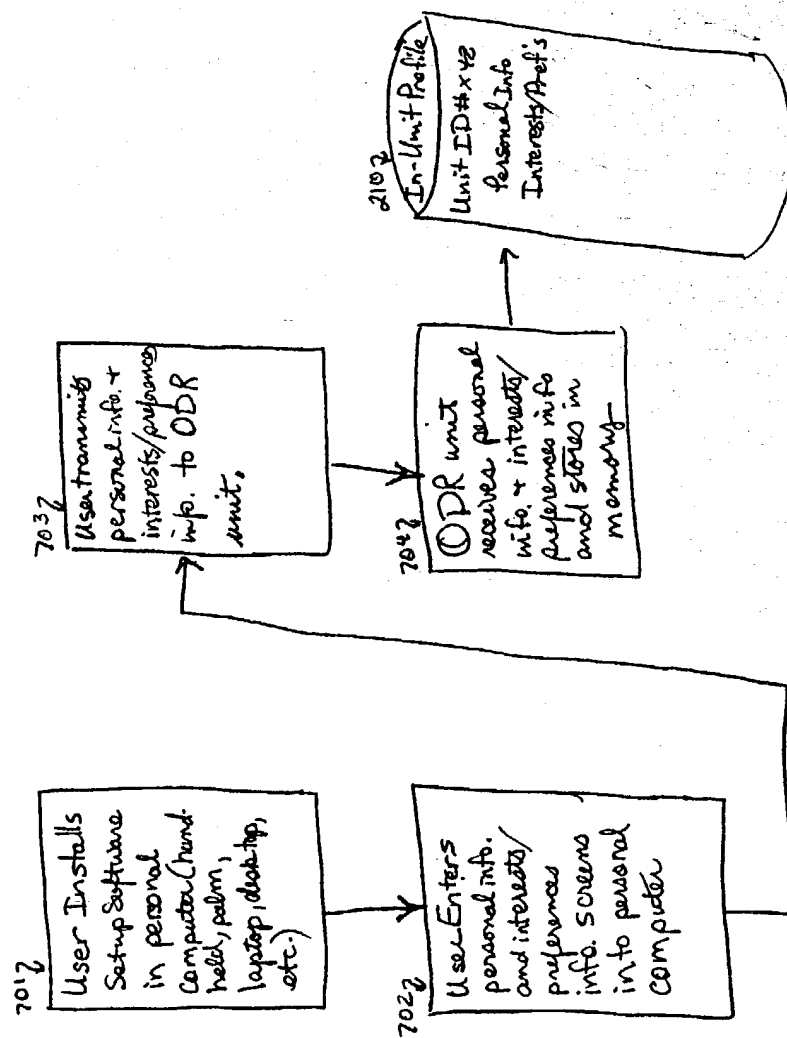 701
User Installs
Setup Software
in personal
computer (hand-
held, palm,
laptop, desktop,
etc.)
702
User Enters
personal info.
and interests/
preferences
info. screens
into personal
computer
703
User transmits
personal info. +
interests/preferences
info. to ODR
unit.
704
ODR unit
receives personal
info. + interests/
preferences info
and stores in
memory
210
In-Unit Profile
Unit ID# XYZ
Personal Info
Interests/Pref's